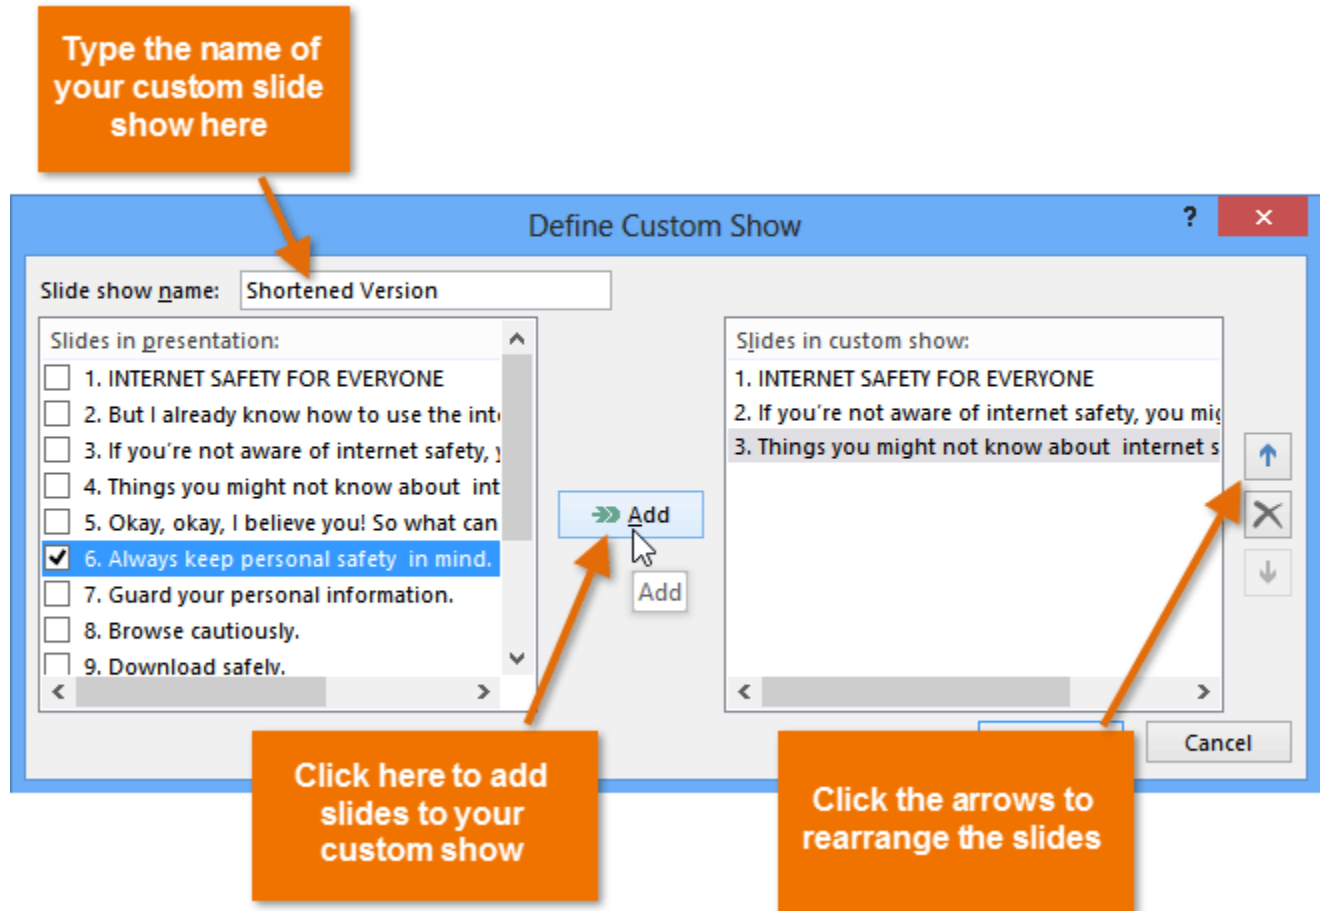 Type the name of
your custom slide
show here
Define Custom Show
?
Slide show name: Shortened Version
Slides in presentation:
1. INTERNET SAFETY FOR EVERYONE
2. But I already know how to use the
3. If you're not aware of internet safety,
4. Things you might not know about
5. Okay, okay, I believe you! So what can
6. Always keep personal safety in mind.
7. Guard your personal information.
8. Browse cautiously.
9. Download safely.
Add
Add
Slides in custom show:
1. INTERNET SAFETY FOR EVERYONE
2. If you're not aware of internet safety, you
3. Things you might not know about internet
Cancel
Click here to add
slides to your
custom show
Click the arrows to
rearrange the slides